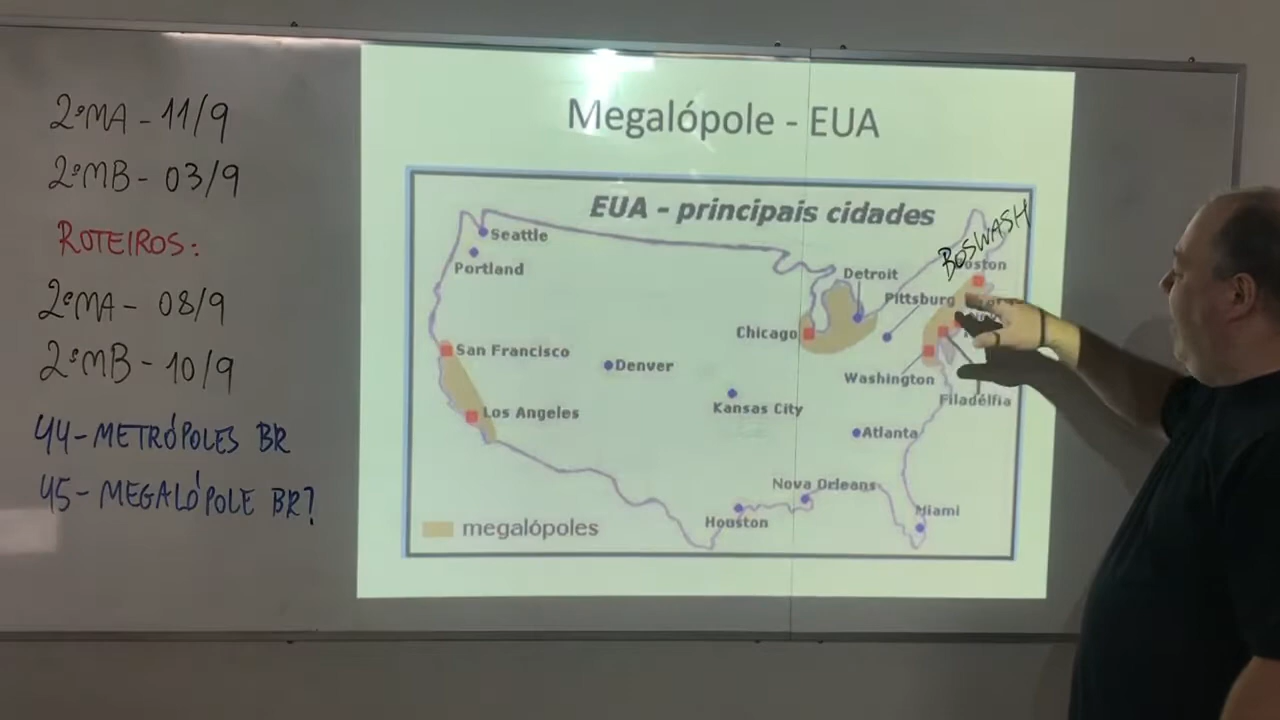 2ºMA - 11/9
2ºMB - 03/9
ROTEIROS:
2ºMA - 08/9
2ºMB - 10/9
44 - METRÓPOLES BR
45 - MEGALÓPOLE BR?
Megalópole - EUA
EUA - principais cidades
BOSWASH
Seattle
Portland
Detroit
Pittsburg
Chicago
San Francisco
Denver
Washington
Filadélfia
Los Angeles
Kansas City
Atlanta
Nova Orleans
Houston
Miami
megalópoles